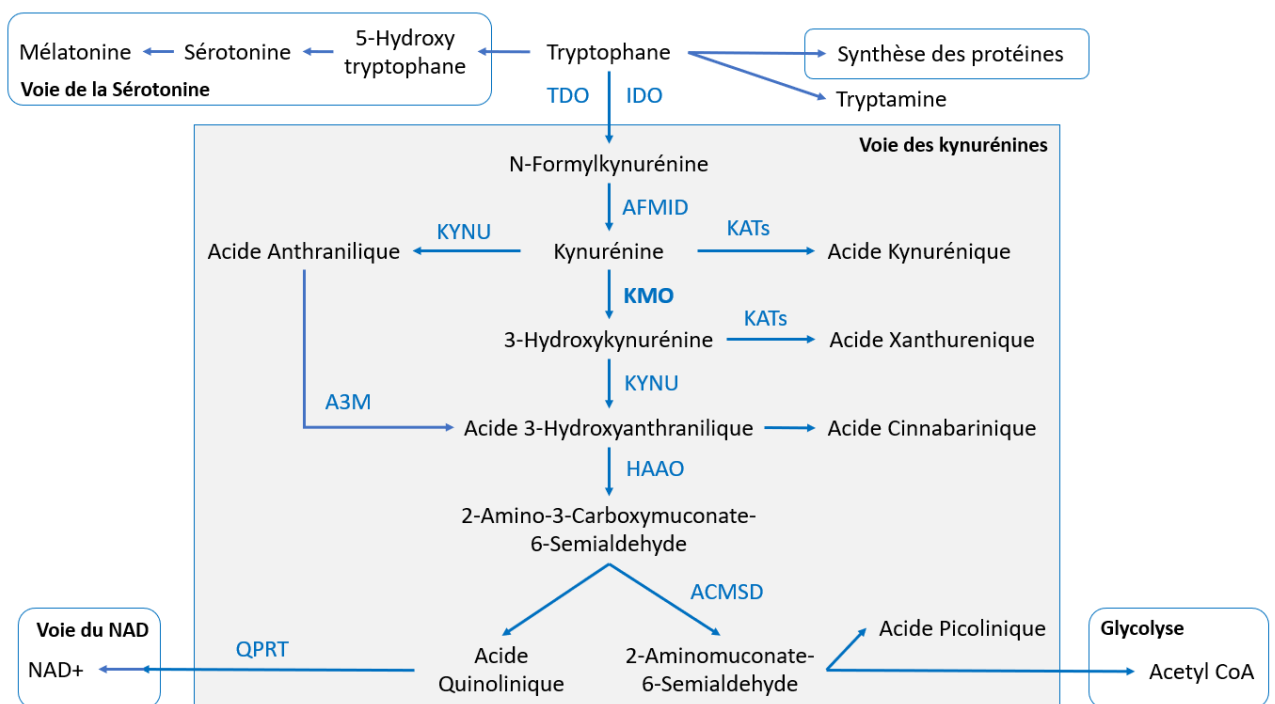 5-Hydroxy
Mélatonine
Sérotonine
tryptophane
Voie de la Sérotonine
Tryptophane
Synthèse des protéines
Tryptamine
TDO
IDO
Voie des kynurénines
N-Formylkynurénine
AFMID
KYNU
KATs
Acide Anthranilique
Kynurénine
Acide Kynurénique
KMO
KATs
3-Hydroxykynurénine
Acide Xanthurenique
KYNU
A3M
Acide 3-Hydroxyanthranilique
Acide Cinnabarinique
HAAO
2-Amino-3-Carboxymuconate-
6-Semialdehyde
ACMSD
Voie du NAD
NAD+
QPRT
Acide
Quinolinique
2-Aminomuconate-
6-Semialdehyde
Acide Picolinique
Glycolyse
Acetyl CoA